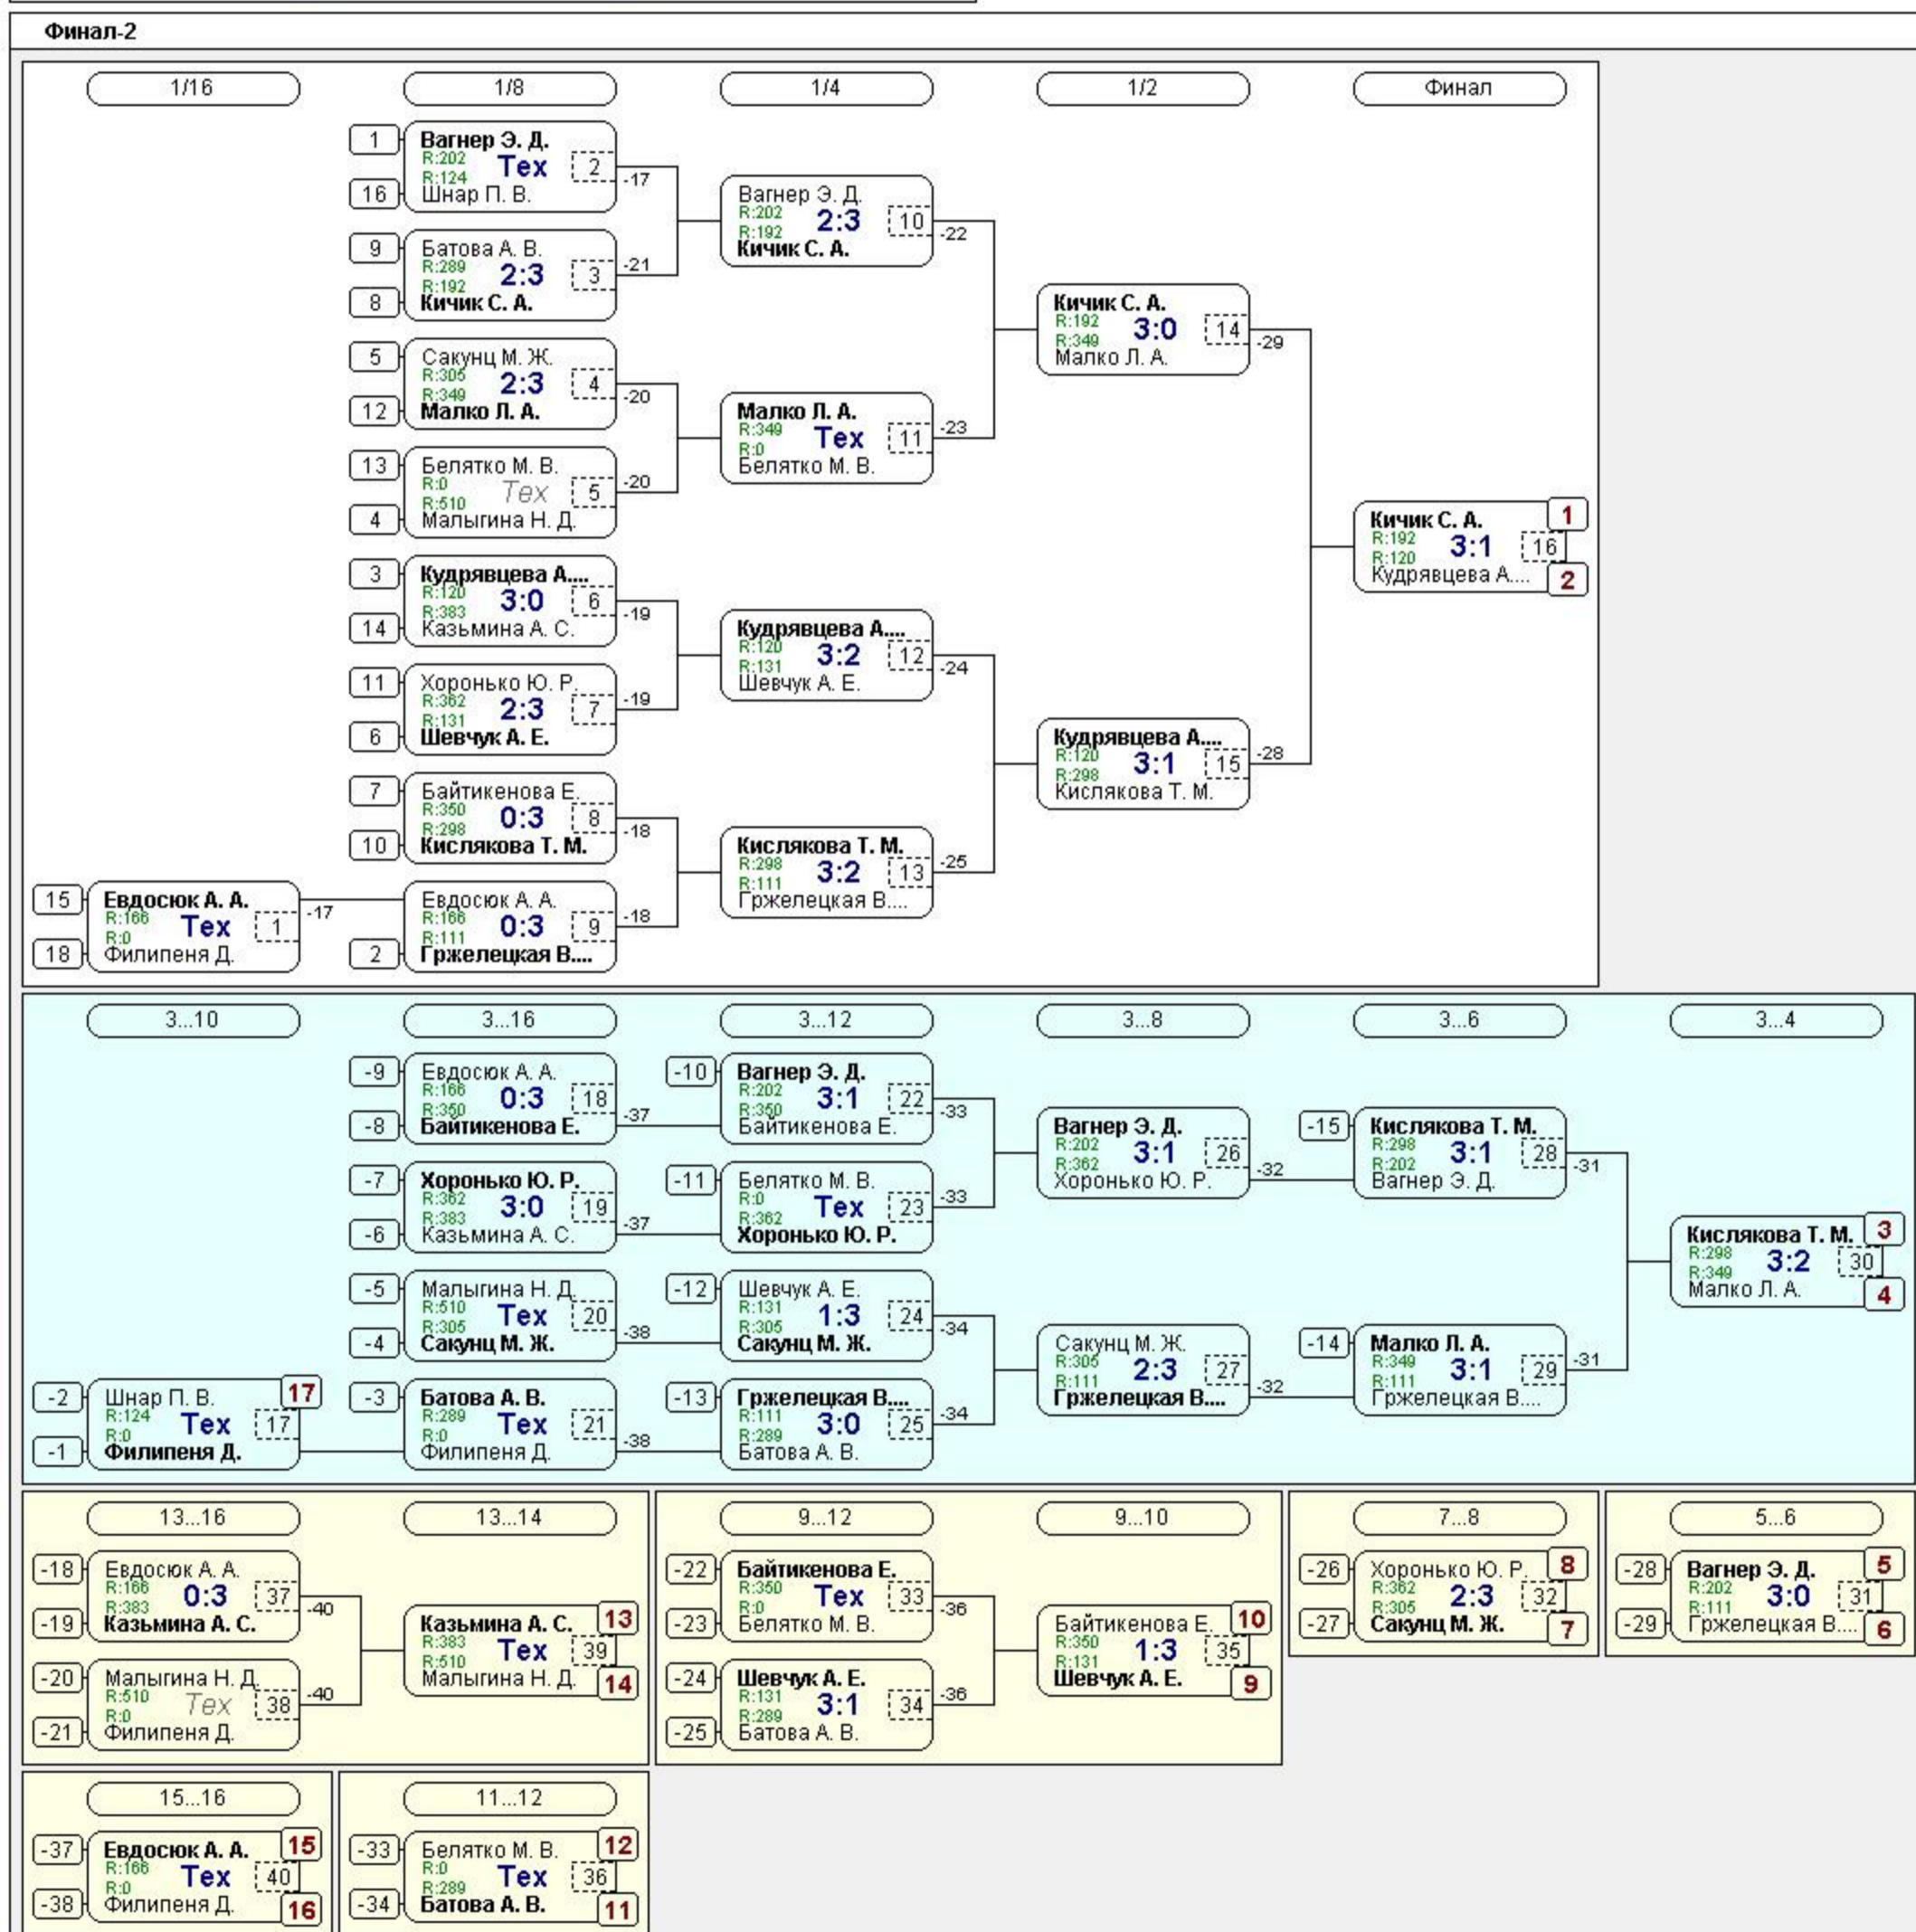 Финал-2
1/16 1/8 1/4 1/2 Финал
1 Вагнер Э. Д.
R:202 Тех 2 -17
R:124
16 Шнар П. В.
9 Батова А. В.
R:289 2:3 3 -21
R:192
8 Кичик С. А.
5 Сакунц М. Ж.
R:305 2:3 4 -20
R:349
12 Малко Л. А.
13 Белятко М. В.
R:0 Тех 5 -20
R:510
4 Малыгина Н. Д.
3 Кудрявцева А....
R:120 3:0 6 -19
R:383
14 Казьмина А. С.
11 Хоронько Ю. Р.
R:362 2:3 7 -19
R:131
6 Шевчук А. Е.
7 Байтикенова Е.
R:350 0:3 8 -18
R:298
10 Кислякова Т. М.
15 Евдосюк А. А.
R:166 Тех 1 -17
R:0
18 Филипеня Д.
Евдосюк А. А.
R:166 0:3 9 -18
R:111
2 Гржелецкая В....
Вагнер Э. Д.
R:202 2:3 10 -22
R:192
Кичик С. А.
Малко Л. А.
R:349 Тех 11 -23
R:0
Белятко М. В.
Кудрявцева А....
R:120 3:2 12 -24
R:131
Шевчук А. Е.
Кислякова Т. М.
R:298 3:2 13 -25
R:111
Гржелецкая В....
Кичик С. А.
R:192 3:0 14 -29
R:349
Малко Л. А.
Кудрявцева А....
R:120 3:1 15 -28
R:298
Кислякова Т. М.
Кичик С. А. 1
R:192 3:1 16
R:120
Кудрявцева А.... 2
3...10 3...16 3...12 3...8 3...6 3...4
-9 Евдосюк А. А.
R:166 0:3 18 -37
R:350
-8 Байтикенова Е.
-7 Хоронько Ю. Р.
R:362 3:0 19 -37
R:383
-6 Казьмина А. С.
-5 Малыгина Н. Д.
R:510 Тех 20 -38
R:305
-4 Сакунц М. Ж.
-2 Шнар П. В. 17
R:124 Тех 17
R:0
-1 Филипеня Д.
-3 Батова А. В.
R:289 Тех 21 -38
R:0
Филипеня Д.
-10 Вагнер Э. Д.
R:202 3:1 22 -33
R:350
Байтикенова Е.
-11 Белятко М. В.
R:0 Тех 23 -33
R:362
Хоронько Ю. Р.
-12 Шевчук А. Е.
R:131 1:3 24 -34
R:305
Сакунц М. Ж.
-13 Гржелецкая В....
R:111 3:0 25 -34
R:289
Батова А. В.
Вагнер Э. Д.
R:202 3:1 26 -32
R:362
Хоронько Ю. Р.
Сакунц М. Ж.
R:305 2:3 27 -32
R:111
Гржелецкая В....
-15 Кислякова Т. М.
R:298 3:1 28 -31
R:202
Вагнер Э. Д.
-14 Малко Л. А.
R:349 3:1 29 -31
R:111
Гржелецкая В....
Кислякова Т. М. 3
R:298 3:2 30
R:349
Малко Л. А. 4
13...16 13...14
-18 Евдосюк А. А.
R:166 0:3 37 -40
R:383
-19 Казьмина А. С.
-20 Малыгина Н. Д.
R:510 Тех 38 -40
R:0
-21 Филипеня Д.
Казьмина А. С. 13
R:383 Тех 39
R:510
Малыгина Н. Д. 14
9...12 9...10
-22 Байтикенова Е.
R:350 Тех 33 -36
R:0
-23 Белятко М. В.
-24 Шевчук А. Е.
R:131 3:1 34 -36
R:289
-25 Батова А. В.
Байтикенова Е. 10
R:350 1:3 35
R:131
Шевчук А. Е. 9
7...8
-26 Хоронько Ю. Р. 8
R:362 2:3 32
R:305
-27 Сакунц М. Ж. 7
5...6
-28 Вагнер Э. Д. 5
R:202 3:0 31
R:111
-29 Гржелецкая В.... 6
15...16
-37 Евдосюк А. А. 15
R:166 Тех 40
R:0
-38 Филипеня Д. 16
11...12
-33 Белятко М. В. 12
R:0 Тех 36
R:289
-34 Батова А. В. 11